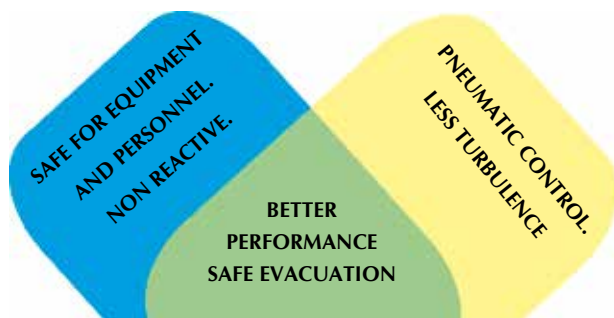 SAFE FOR EQUIPMENT
AND PERSONNEL.
NON REACTIVE.
PNEUMATIC CONTROL.
LESS TURBULENCE
BETTER
PERFORMANCE
SAFE EVACUATION